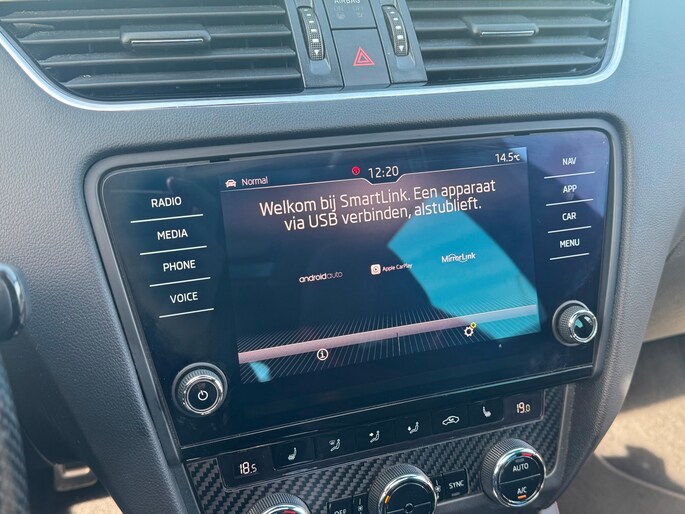 AIRBAG
Normal
12:20
14.5°C
RADIO
MEDIA
PHONE
VOICE
NAV
APP
CAR
MENU
Welkom bij SmartLink. Een apparaat
via USB verbinden, alstublieft.
androidauto
Apple CarPlay
MirrorLink
18.5
19.0
OFF
SYNC
AUTO
A/C